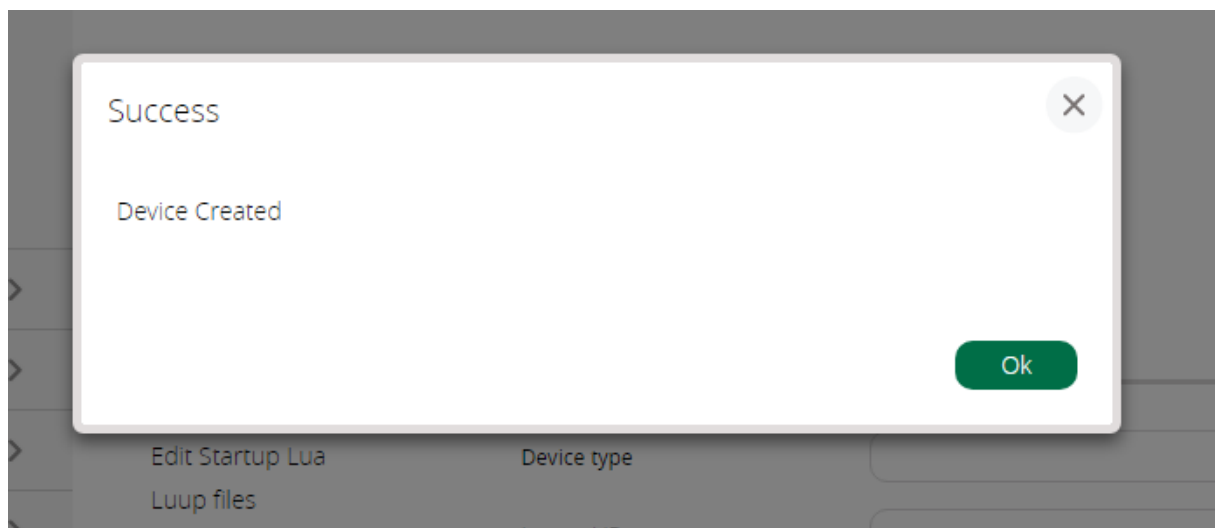 Success
Device Created
Ok
Edit Startup Lua
Device type
Luup files